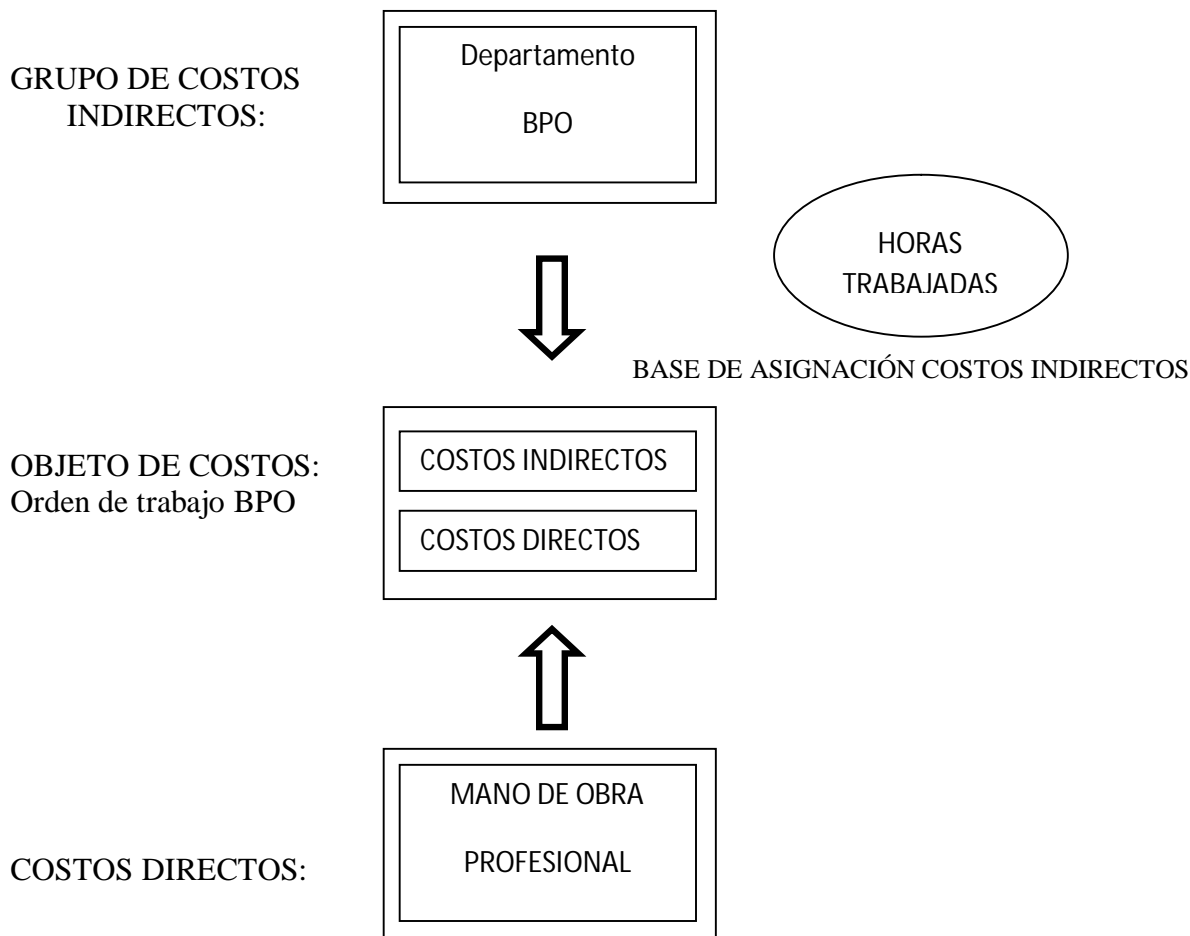 Departamento
BPO
GRUPO DE COSTOS
INDIRECTOS:
HORAS
TRABAJADAS
BASE DE ASIGNACIÓN COSTOS INDIRECTOS
OBJETO DE COSTOS:
Orden de trabajo BPO
COSTOS INDIRECTOS
COSTOS DIRECTOS
MANO DE OBRA
PROFESIONAL
COSTOS DIRECTOS: